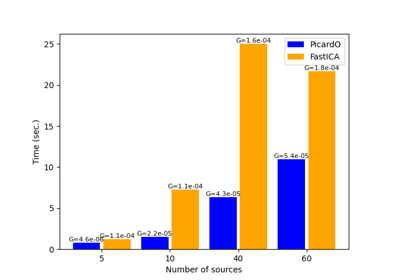 G=1.6e-04
PicardO
FastICA
G=1.8e-04
G=1.1e-04
G=5.4e-05
G=4.3e-05
G=4.6e-06
G=1.1e-04
G=2.2e-05
25
20
15
10
5
0
Time (sec.)
5
10
40
60
Number of sources